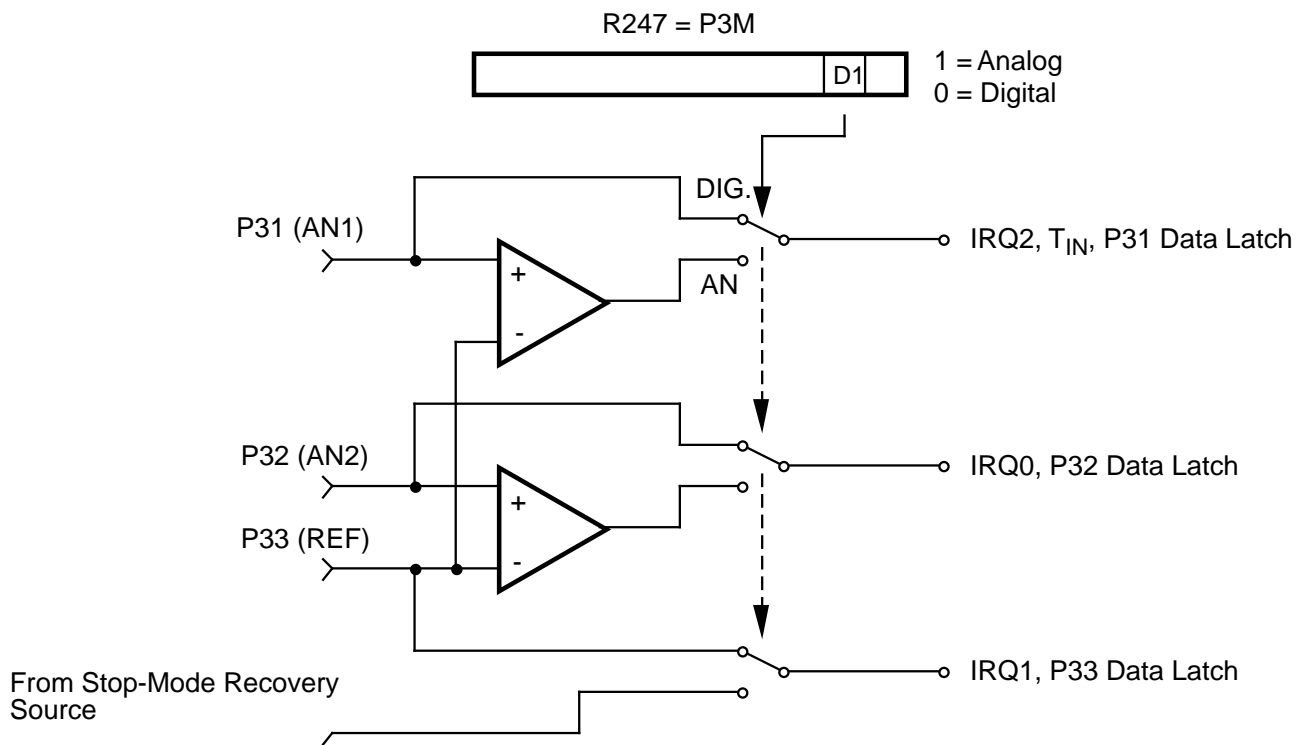 R247 = P3M
D1
1 = Analog
0 = Digital
DIG.
P31 (AN1)
+
-
AN
IRQ2, TIN, P31 Data Latch
P32 (AN2)
+
-
IRQ0, P32 Data Latch
P33 (REF)
From Stop-Mode Recovery
Source
IRQ1, P33 Data Latch